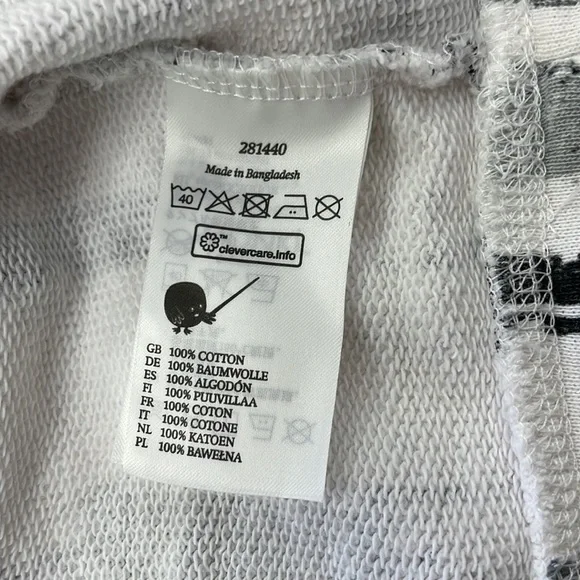 281440
Made in Bangladesh
40
clevercare.info™
GB 100% COTTON
DE 100% BAUMWOLLE
ES 100% ALGODÓN
FI 100% PUUVILLAA
FR 100% COTON
IT 100% COTONE
NL 100% KATOEN
PL 100% BAWEŁNA